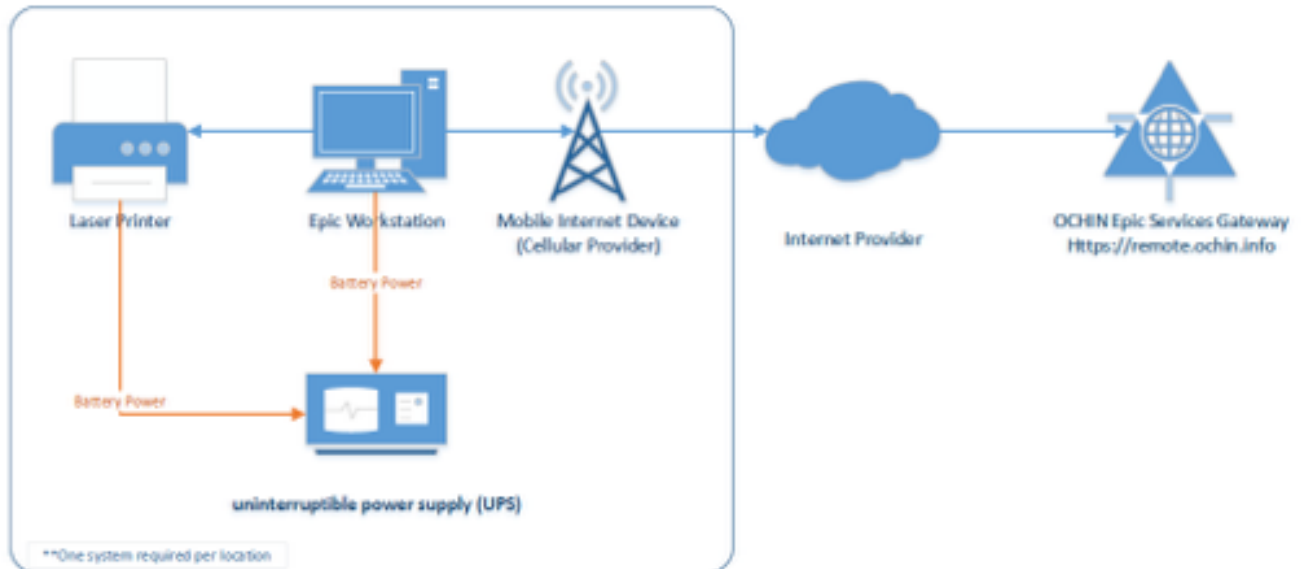 Laser Printer
Epic Workstation
Mobile Internet Device
(Cellular Provider)
Internet Provider
OCHIN Epic Services Gateway
Https://remote.ochin.info
Battery Power
Battery Power
uninterruptible power supply (UPS)
**One system required per location